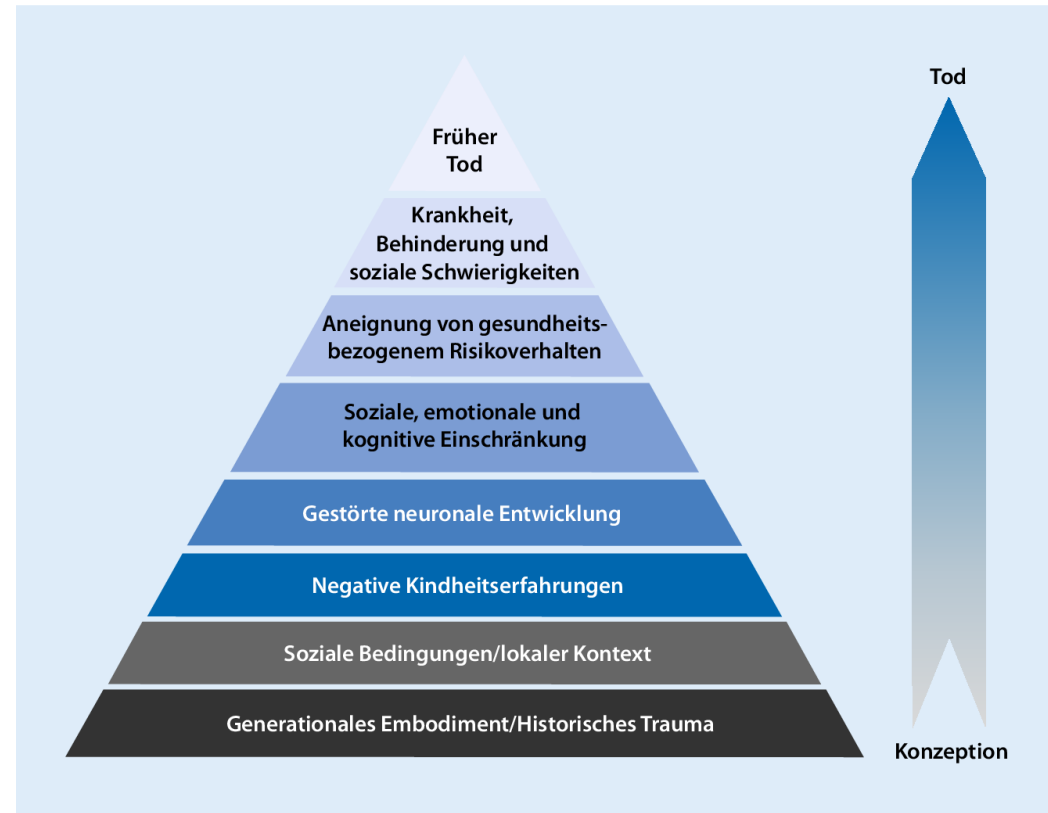 Tod
Früher
Tod
Krankheit,
Behinderung und
soziale Schwierigkeiten
Aneignung von gesundheits-
bezogenem Risikoverhalten
Soziale, emotionale und
kognitive Einschränkung
Gestörte neuronale Entwicklung
Negative Kindheitserfahrungen
Soziale Bedingungen/lokaler Kontext
Generationales Embodiment/Historisches Trauma
Konzeption